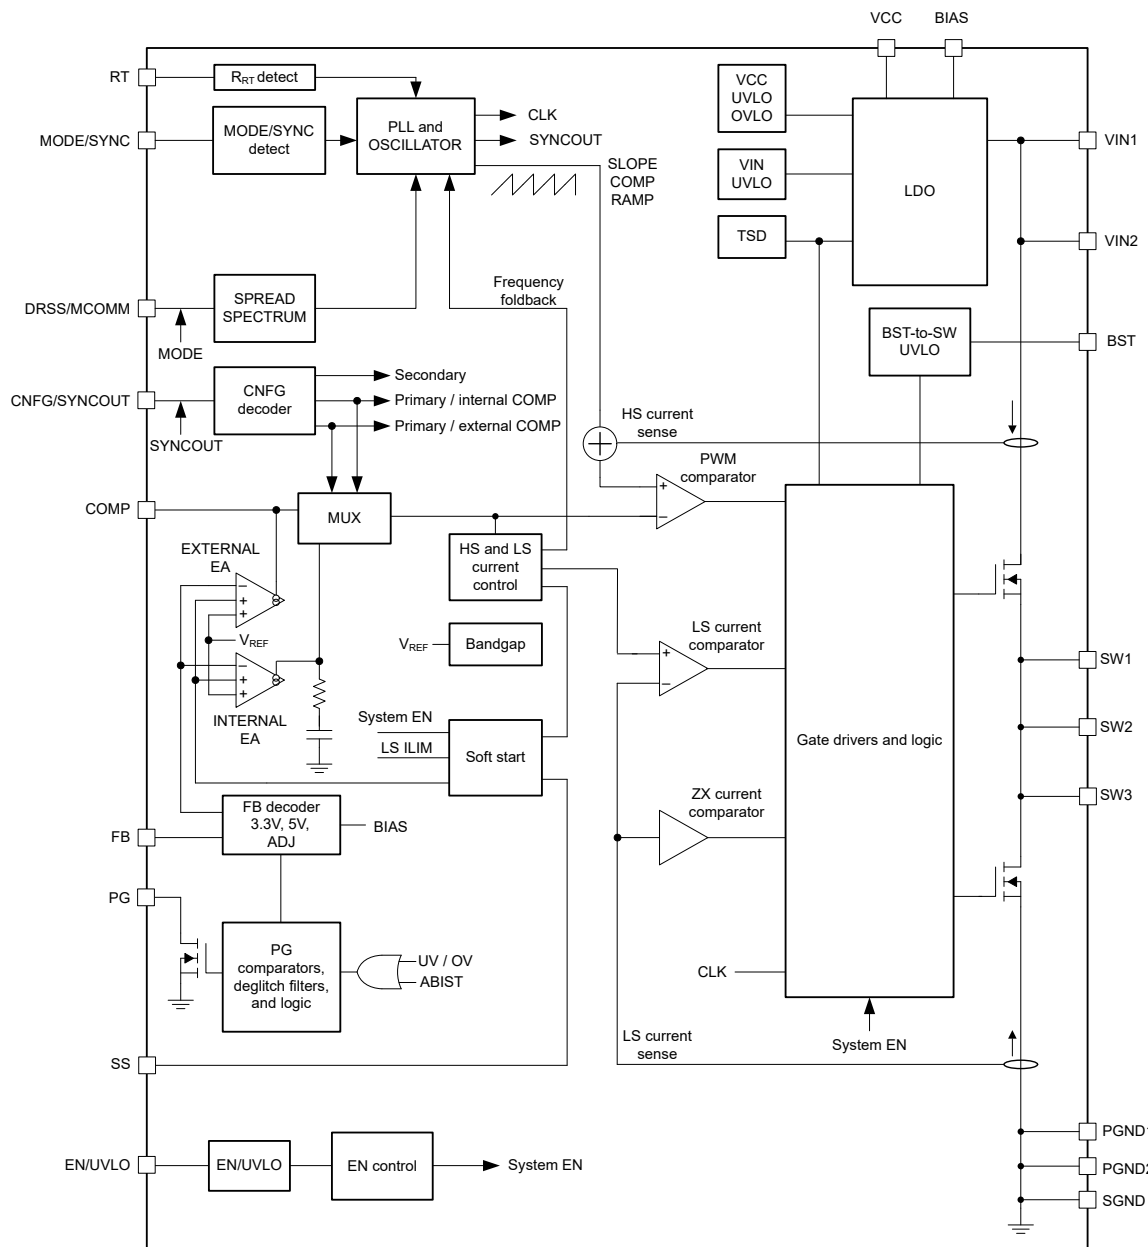 VCC
BIAS
RT
R_RT detect
MODE/SYNC
MODE/SYNC
detect
PLL and
OSCILLATOR
CLK
SYNCOUT
SLOPE
COMP
RAMP
VCC
UVLO
OVLO
VIN
UVLO
TSD
LDO
VIN1
VIN2
DRSS/MCOMM
MODE
SPREAD
SPECTRUM
Frequency
foldback
BST-to-SW
UVLO
BST
CNFG/SYNCOUT
SYNCOUT
CNFG
decoder
Secondary
Primary / internal COMP
Primary / external COMP
HS current
sense
PWM
comparator
+
−
COMP
MUX
EXTERNAL
EA
−
+
+
V_REF
−
+
+
INTERNAL
EA
HS and LS
current
control
V_REF
Bandgap
LS current
comparator
+
−
System EN
LS ILIM
Soft start
Gate drivers and logic
SW1
SW2
SW3
ZX current
comparator
FB
FB decoder
3.3V, 5V,
ADJ
BIAS
PG
PG
comparators,
deglitch filters,
and logic
UV / OV
ABIST
CLK
System EN
LS current
sense
SS
EN/UVLO
EN/UVLO
EN control
System EN
PGND1
PGND2
SGND